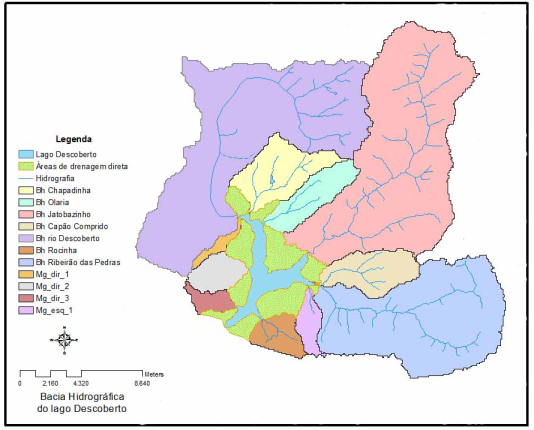 Legenda
Lago Descoberto
Áreas de drenagem direta
Hidrografia
Bh Chapadinha
Bh Olaria
Bh Jatobazinho
Bh Capão Comprido
Bh rio Descoberto
Bh Rocinha
Bh Ribeirão das Pedras
Mg_dir_1
Mg_dir_2
Mg_dir_3
Mg_esq_1
Meters
0 2.160 4.320 8.640
Bacia Hidrográfica
do lago Descoberto